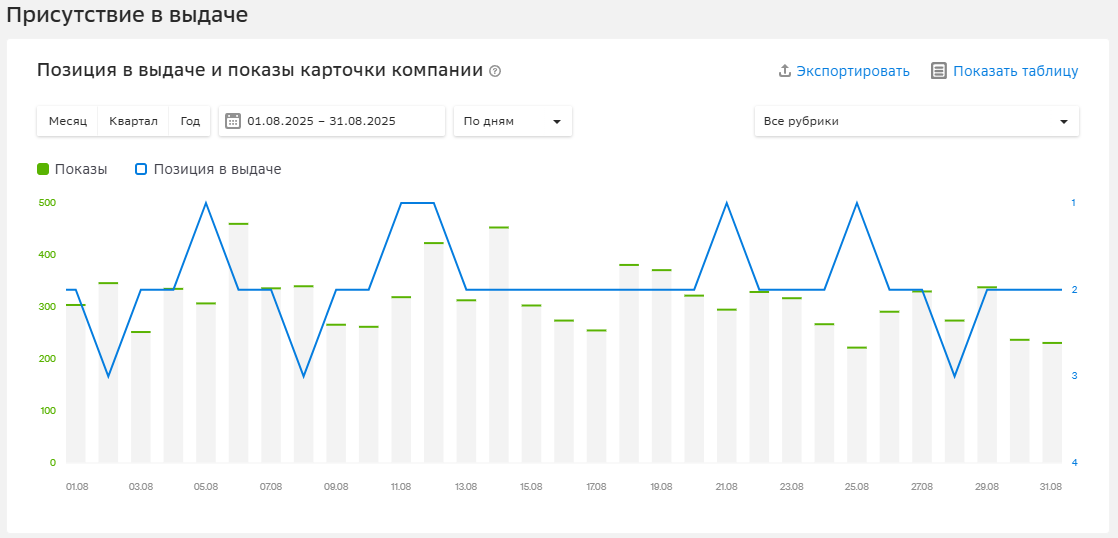 Присутствие в выдаче
Позиция в выдаче и показы карточки компании ?
Экспортировать Показать таблицу
Месяц Квартал Год 01.08.2025 – 31.08.2025 По дням Все рубрики
Показы Позиция в выдаче
500 1
400
300 2
200 3
100
0 4
01.08 03.08 05.08 07.08 09.08 11.08 13.08 15.08 17.08 19.08 21.08 23.08 25.08 27.08 29.08 31.08